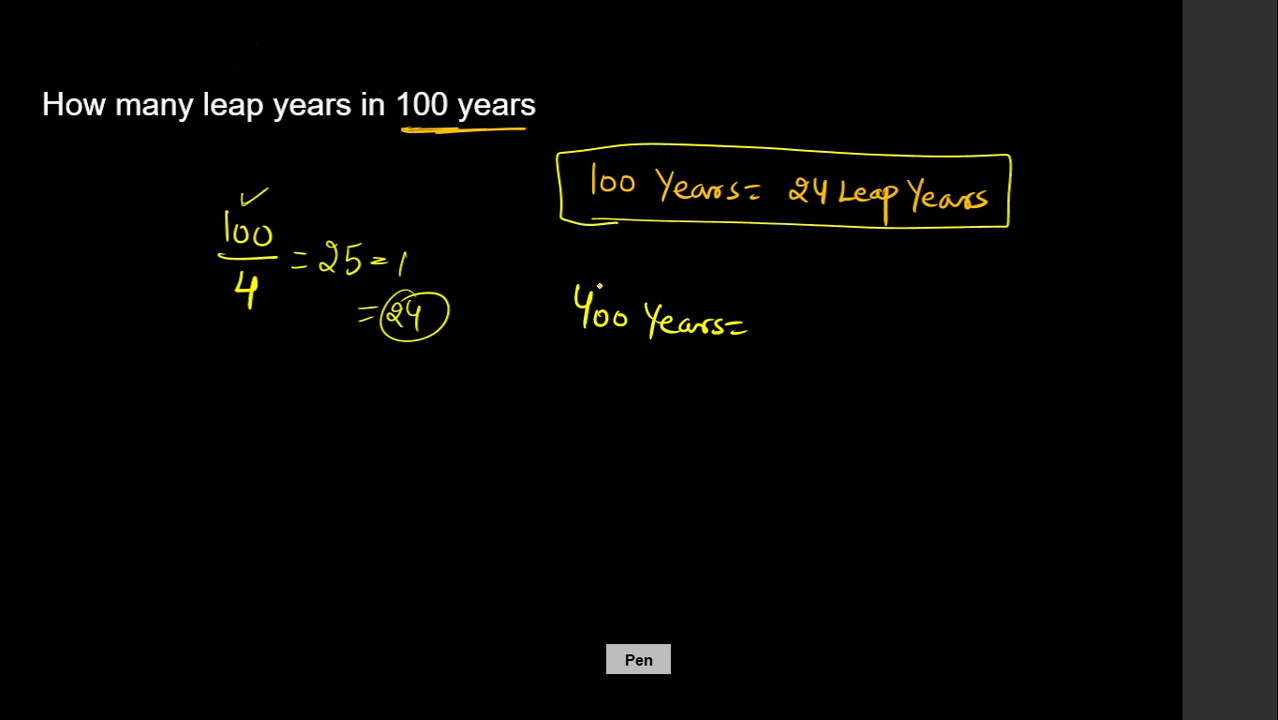 How many leap years in 100 years
100 Years= 24 Leap Years
100
4
= 25 - 1
= 24
400 Years=
Pen